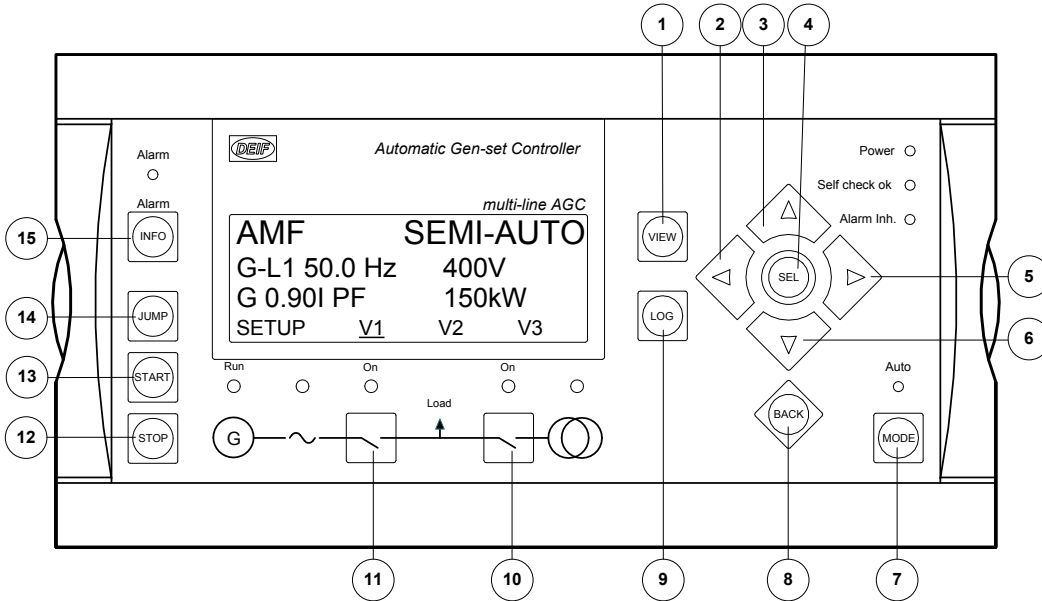 1 2 3 4
DEIF Automatic Gen-set Controller
multi-line AGC
AMF SEMI-AUTO
G-L1 50.0 Hz 400V
G 0.90I PF 150kW
SETUP V1 V2 V3
Alarm
Alarm
15 INFO
14 JUMP
13 START
12 STOP
Run On On
Load
G
VIEW
LOG
SEL
BACK
Power
Self check ok
Alarm Inh.
5
6
Auto
MODE
11 10 9 8 7